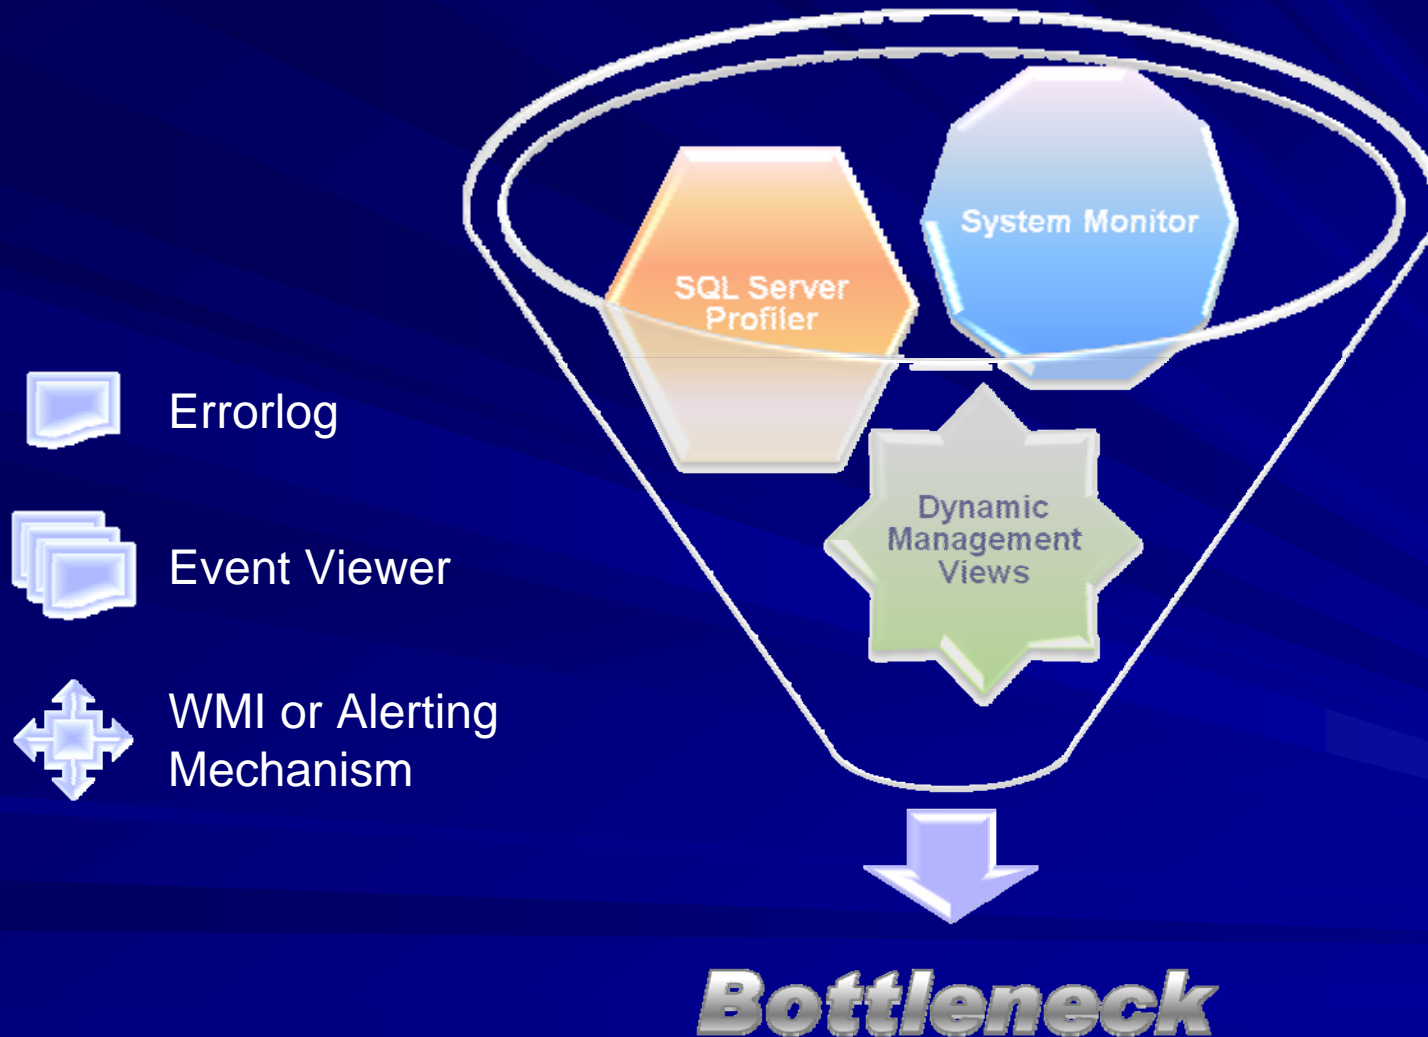 System Monitor
SQL Server
Profiler
Errorlog
Dynamic
Management
Views
Event Viewer
WMI or Alerting
Mechanism
Bottleneck